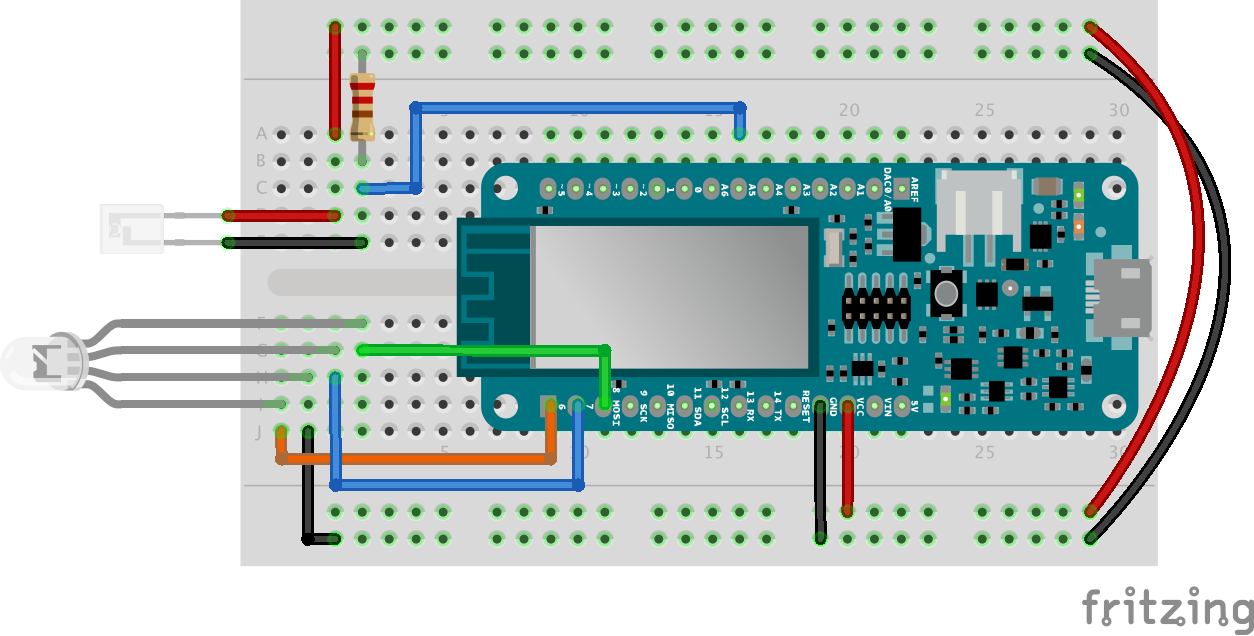 5 10 20 25 30
A
B
C
~5 ~4 ~3 ~2 1 0 A6 A5 A4 A3 A2 A1 DAC0/A0 AREF
G
H
6 7 8 MOSI 9 SCK 10 MISO 11 SDA 12 SCL 13 RX 14 TX RESET GND VCC VIN 5V
J
5 10 15 25 30
fritzing